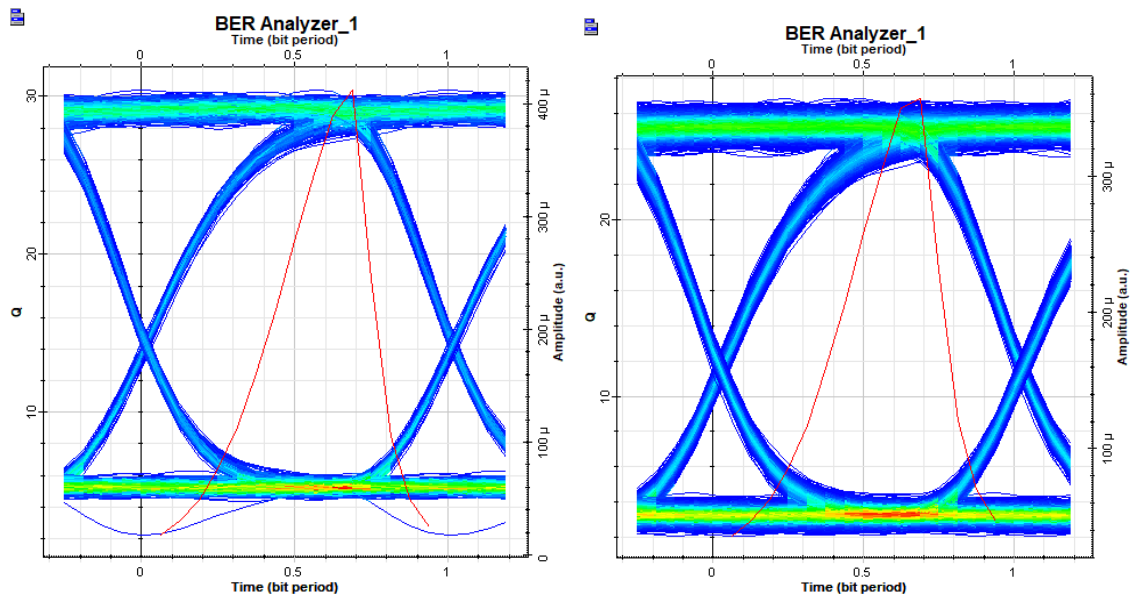 BER Analyzer_1
Time (bit period)
0 0.5 1
30
20
10
Q
400 µ
300 µ
200 µ
100 µ
0
Amplitude (a.u.)
0 0.5 1
Time (bit period)
BER Analyzer_1
Time (bit period)
0 0.5 1
20
10
Q
300 µ
200 µ
100 µ
Amplitude (a.u.)
0 0.5 1
Time (bit period)